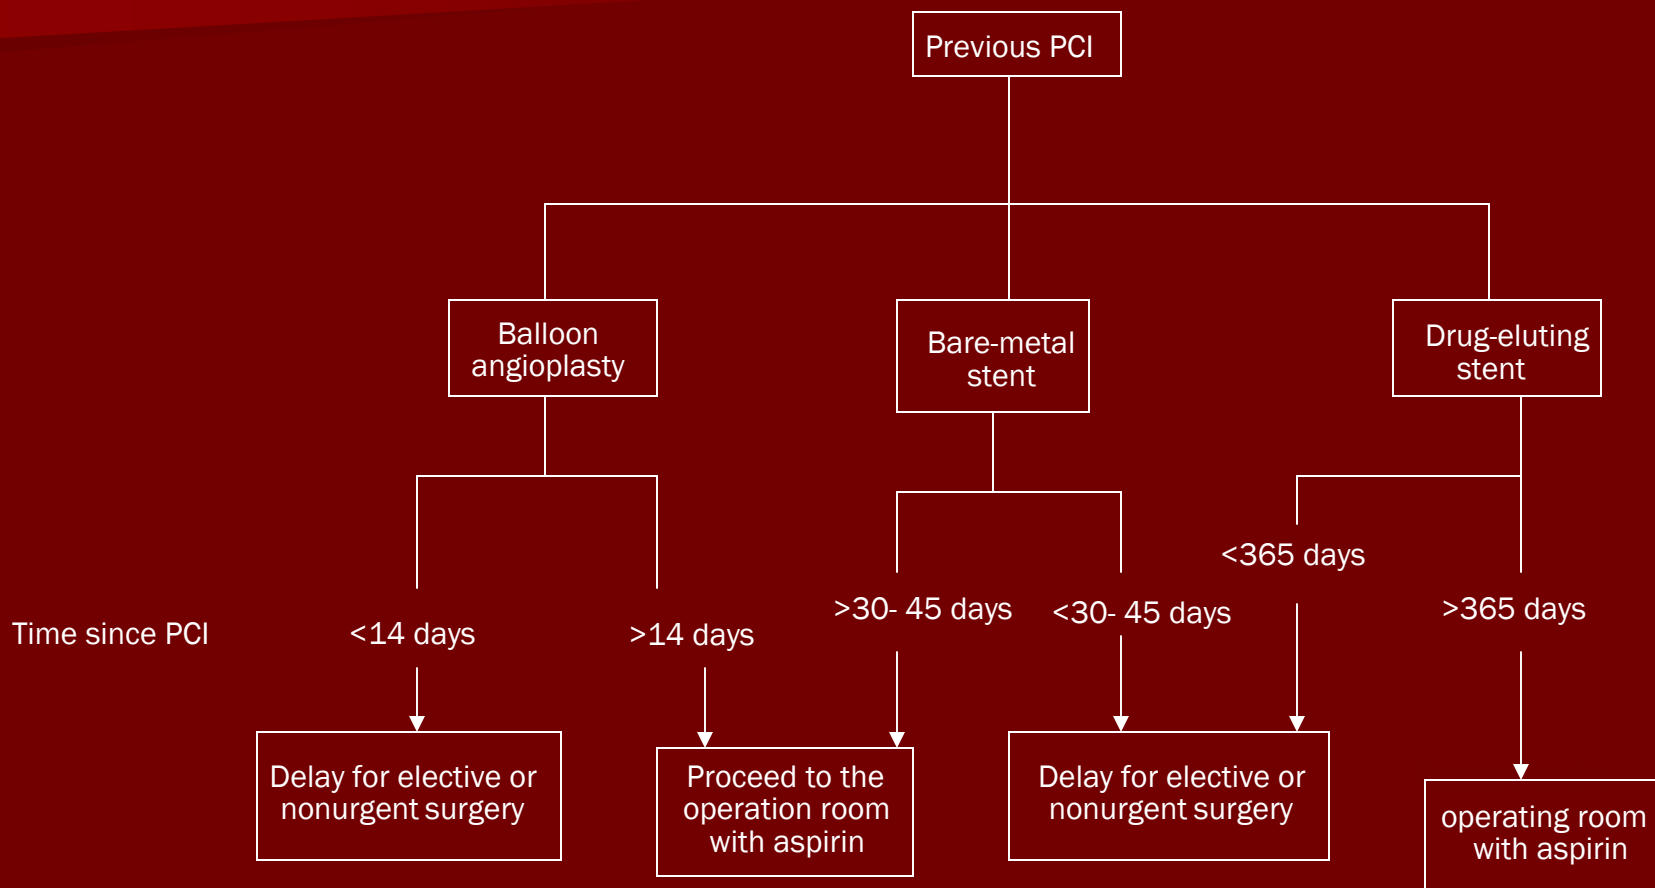 Previous PCI
Balloon
angioplasty
Bare-metal
stent
Drug-eluting
stent
Time since PCI
<14 days
>14 days
>30- 45 days
<30- 45 days
<365 days
>365 days
Delay for elective or
nonurgent surgery
Proceed to the
operation room
with aspirin
Delay for elective or
nonurgent surgery
operating room
with aspirin